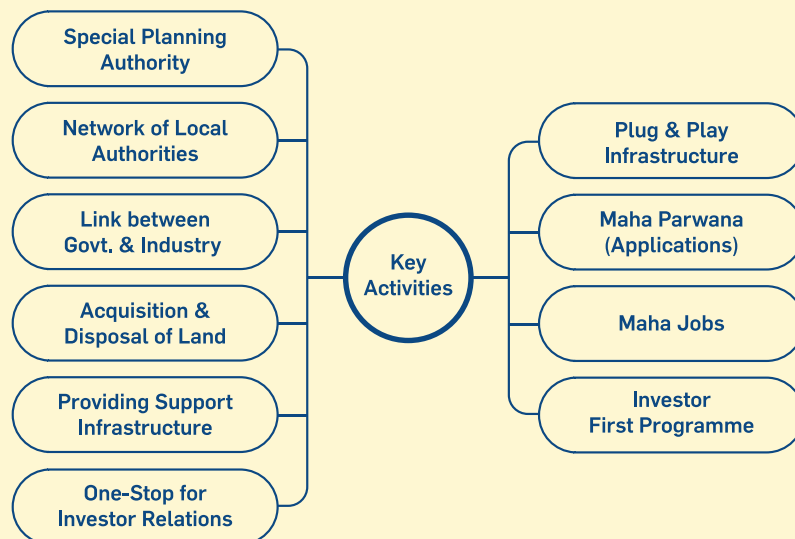 Special Planning
Authority
Network of Local
Authorities
Link between
Govt. & Industry
Acquisition &
Disposal of Land
Providing Support
Infrastructure
One-Stop for
Investor Relations
Key
Activities
Plug & Play
Infrastructure
Maha Parwana
(Applications)
Maha Jobs
Investor
First Programme